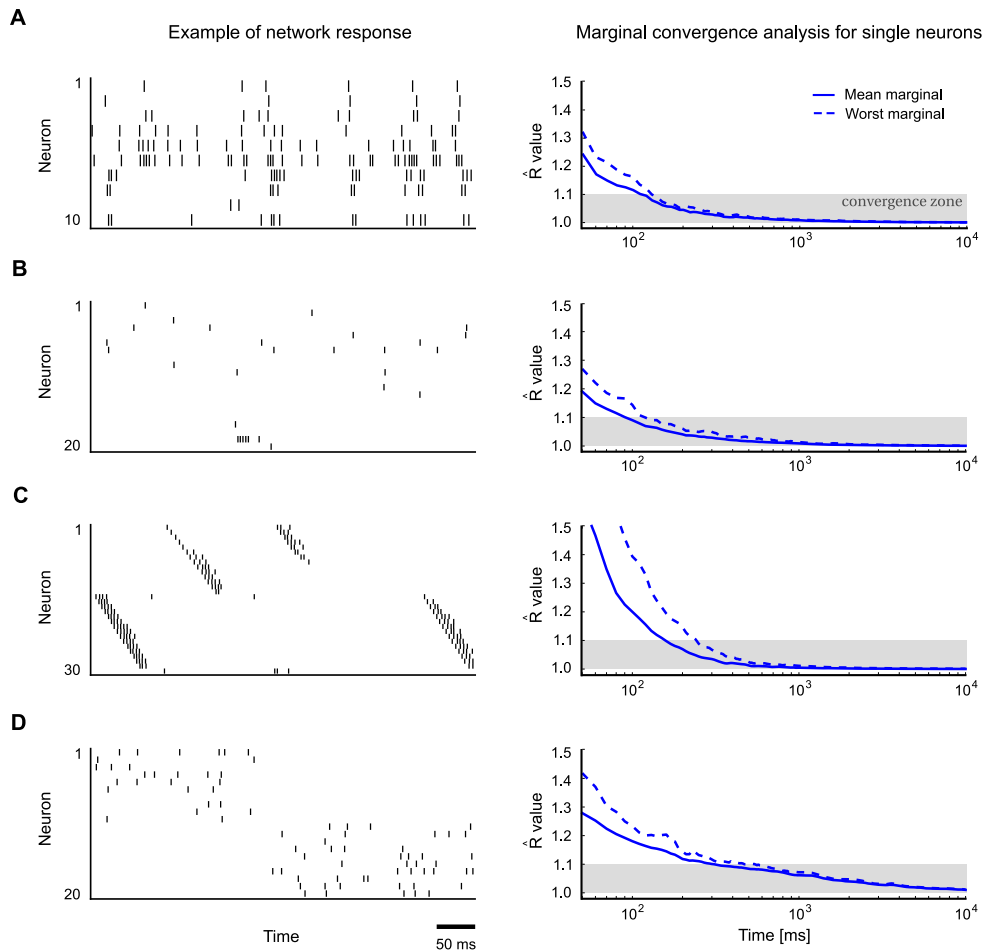 A
Example of network response
Marginal convergence analysis for single neurons
1
10
Neuron
1.5
1.4
1.3
1.2
1.1
1.0
R̂ value
Mean marginal
Worst marginal
convergence zone
10²
10³
10⁴
B
1
20
Neuron
1.5
1.4
1.3
1.2
1.1
1.0
R̂ value
10²
10³
10⁴
C
1
30
Neuron
1.5
1.4
1.3
1.2
1.1
1.0
R̂ value
10²
10³
10⁴
D
1
20
Neuron
Time
50 ms
1.5
1.4
1.3
1.2
1.1
1.0
R̂ value
10²
10³
10⁴
Time [ms]